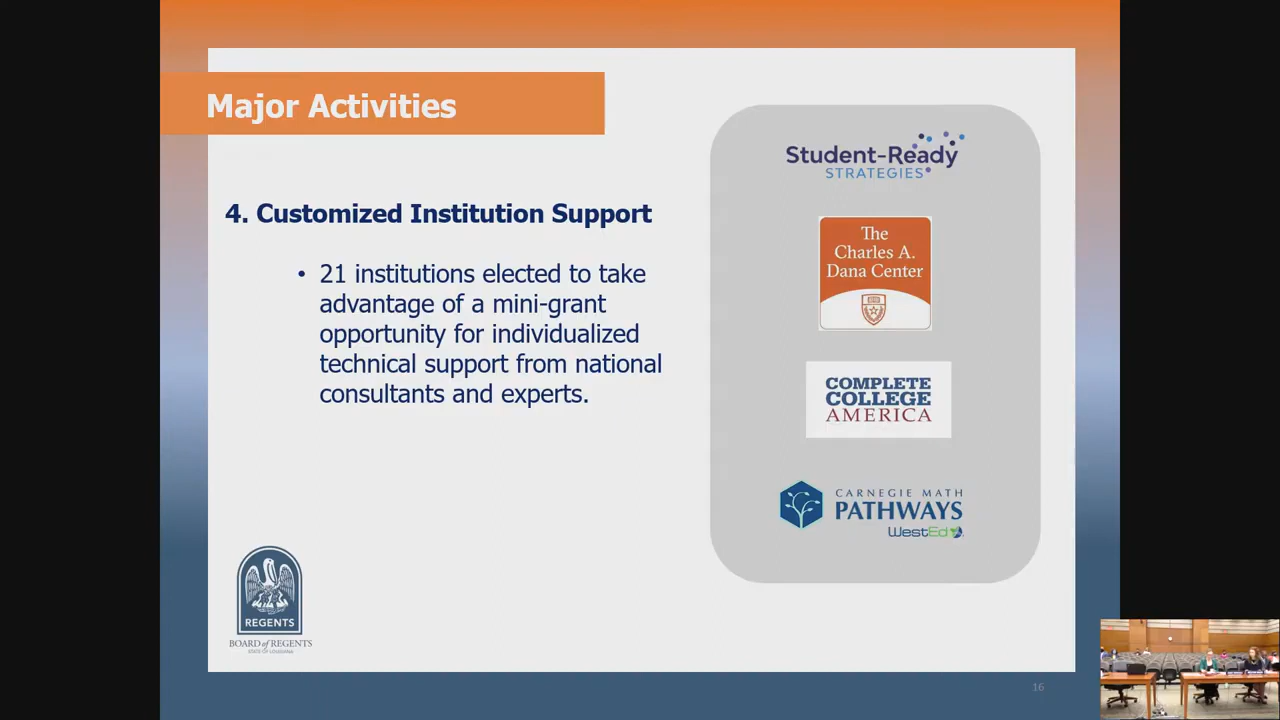 Major Activities
4. Customized Institution Support
• 21 institutions elected to take
advantage of a mini-grant
opportunity for individualized
technical support from national
consultants and experts.
Student-Ready
STRATEGIES
The
Charles A.
Dana Center
COMPLETE
COLLEGE
AMERICA
CARNEGIE MATH
PATHWAYS
WestEd
REGENTS
BOARD of REGENTS
STATE OF LOUISIANA
16